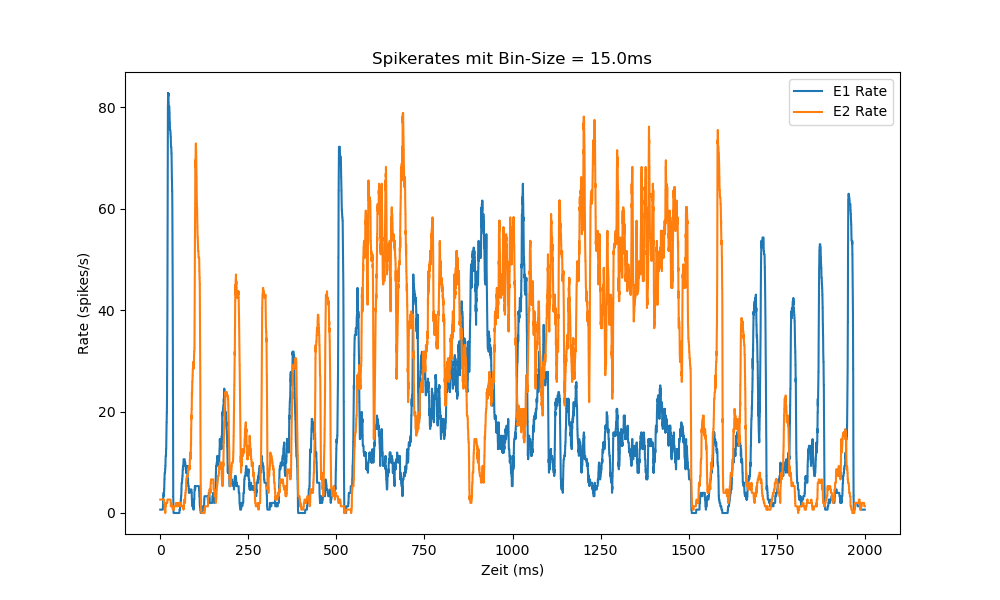 Spikerates mit Bin-Size = 15.0ms
E1 Rate
E2 Rate
80
60
40
20
0
Rate (spikes/s)
0 250 500 750 1000 1250 1500 1750 2000
Zeit (ms)